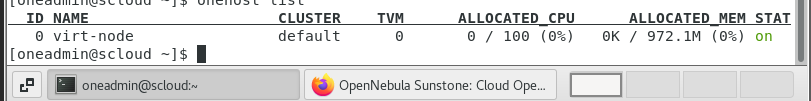 [oneadmin@scloud:~]$ onehost list
ID NAME CLUSTER TVM ALLOCATED_CPU ALLOCATED_MEM STAT
0 virt-node default 0 0 / 100 (0%) 0K / 972.1M (0%) on
[oneadmin@scloud:~]$
oneadmin@scloud:~ OpenNebula Sunstone: Cloud Ope...